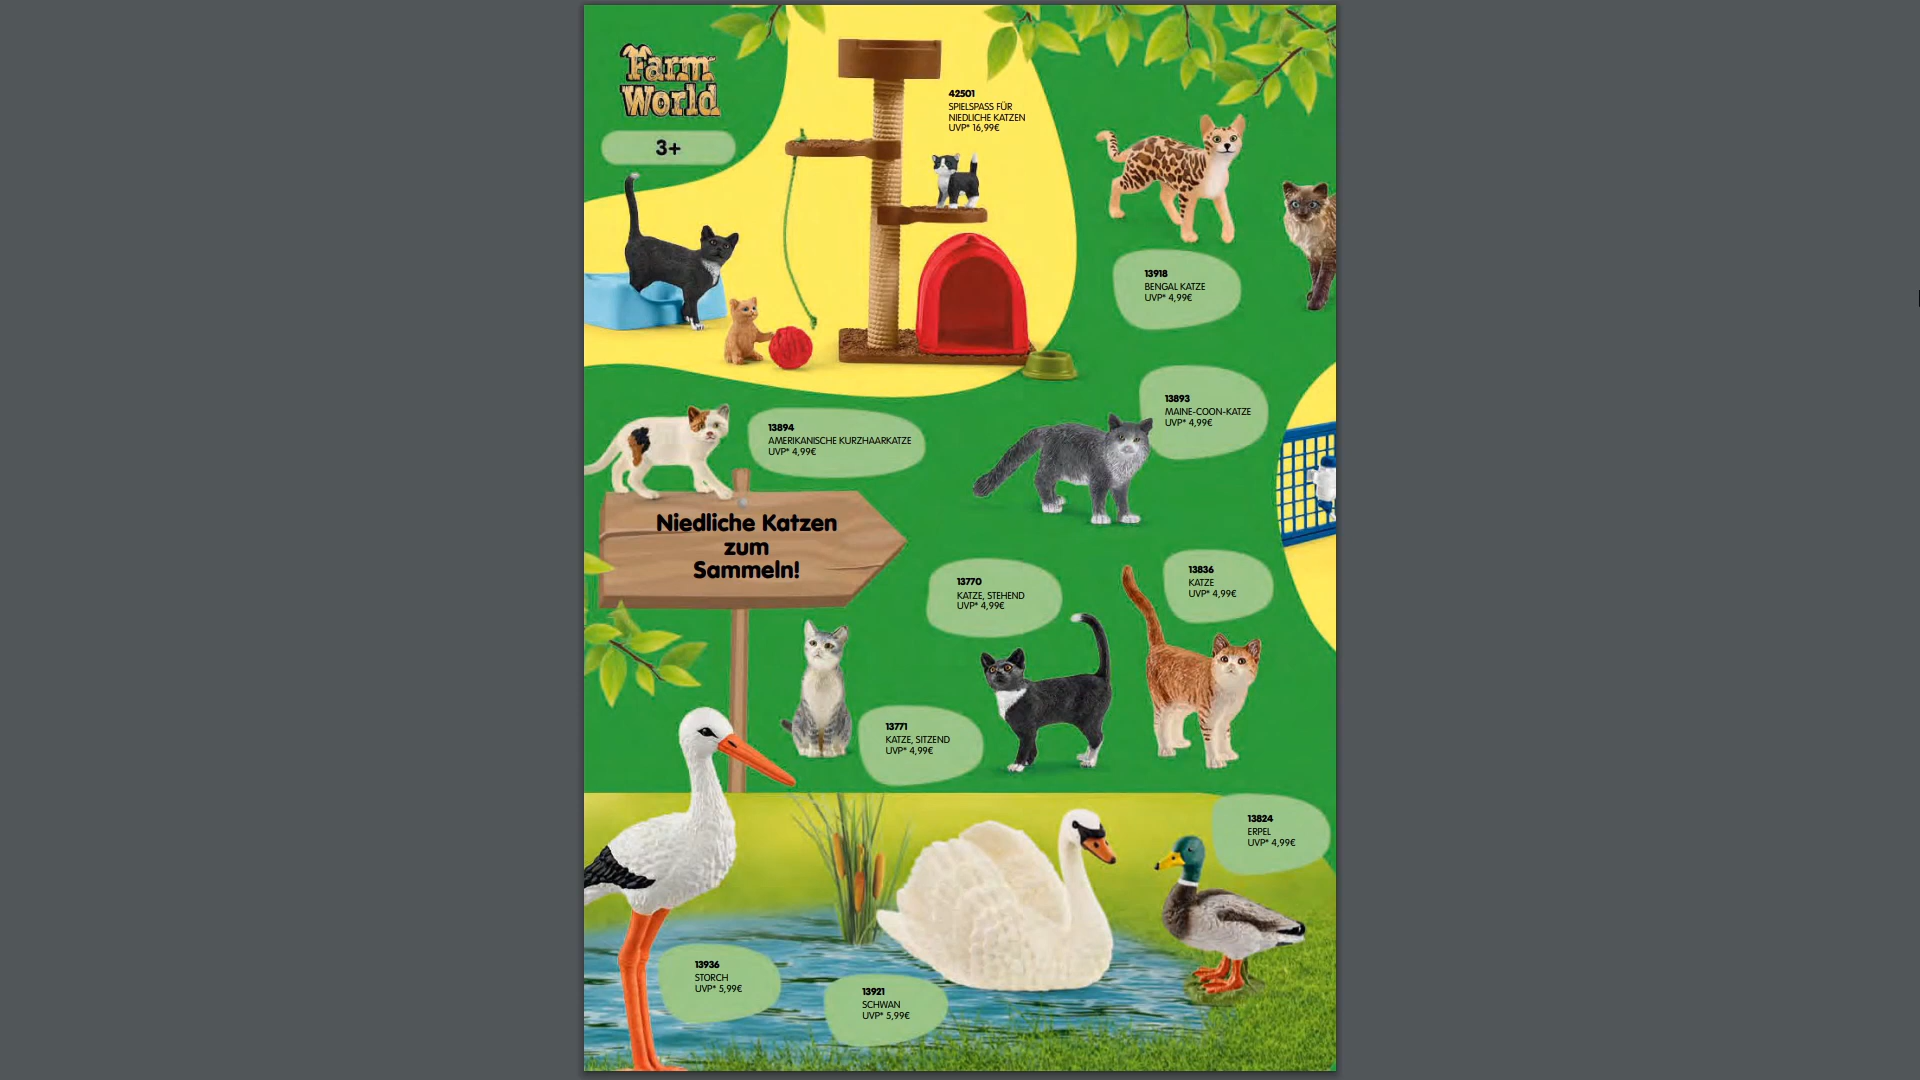 Farm
World
3+
42501
SPIELSPASS FÜR
NIEDLICHE KATZEN
UVP* 16,99€
13918
BENGAL KATZE
UVP* 4,99€
13893
MAINE-COON-KATZE
UVP* 4,99€
13894
AMERIKANISCHE KURZHAARKATZE
UVP* 4,99€
Niedliche Katzen
zum
Sammeln!
13770
KATZE, STEHEND
UVP* 4,99€
13836
KATZE
UVP* 4,99€
13771
KATZE, SITZEND
UVP* 4,99€
13824
ERPEL
UVP* 4,99€
13936
STORCH
UVP* 5,99€
13921
SCHWAN
UVP* 5,99€